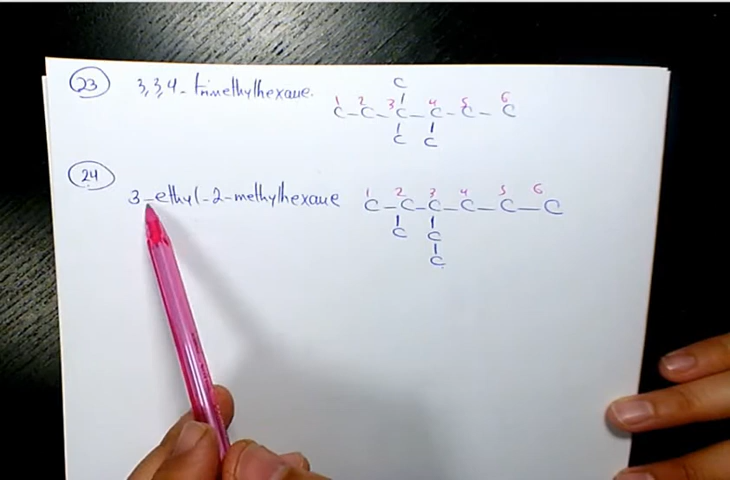 23 3,3,4-trimethylhexane.
C
1 2 3 4 5 6
C-C-C-C-C-C
C C
24
3-ethyl-2-methylhexane
1 2 3 4 5 6
C-C-C-C-C-C
C C
C